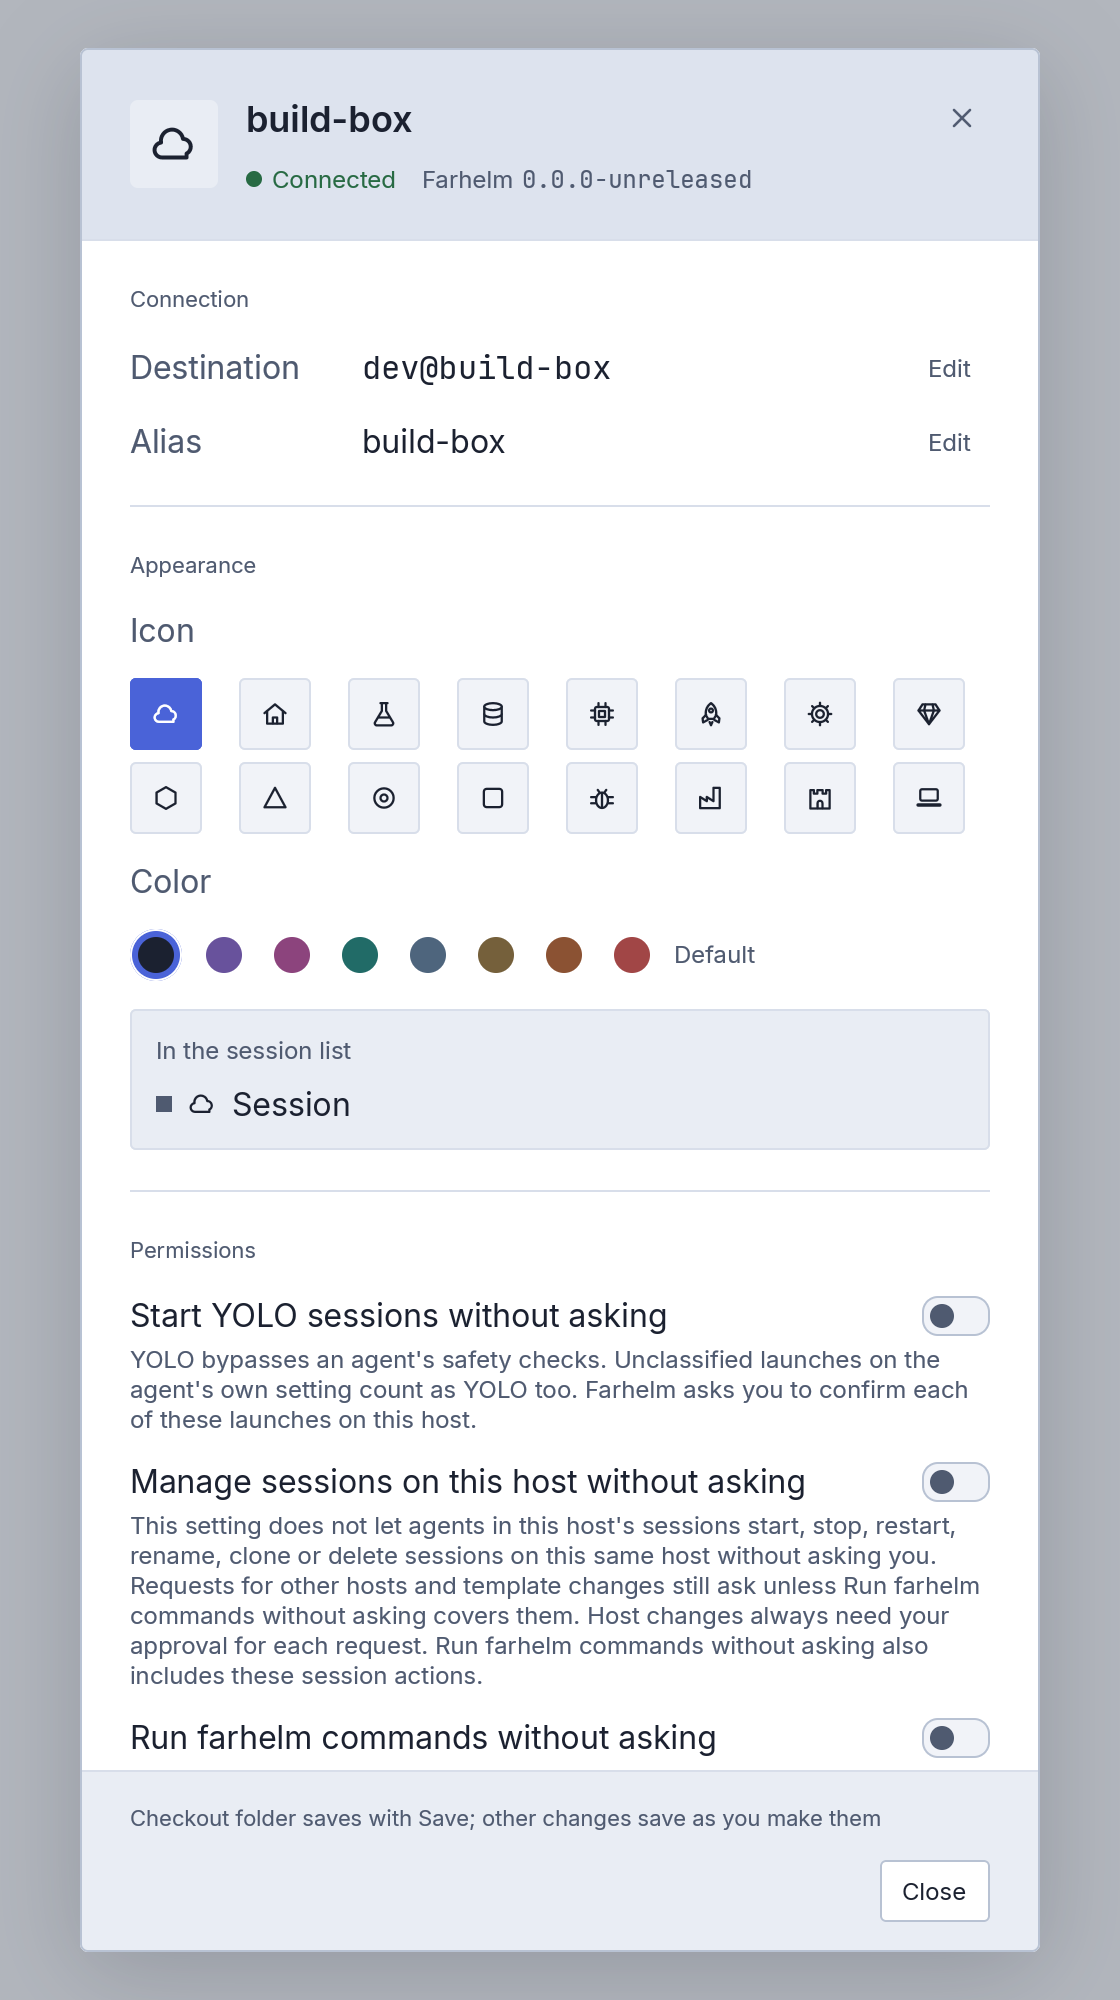 build-box
Connected Farhelm 0.0.0-unreleased
Connection
Destination dev@build-box Edit
Alias build-box Edit
Appearance
Icon
Color
Default
In the session list
Session
Permissions
Start YOLO sessions without asking
YOLO bypasses an agent's safety checks. Unclassified launches on the
agent's own setting count as YOLO too. Farhelm asks you to confirm each
of these launches on this host.
Manage sessions on this host without asking
This setting does not let agents in this host's sessions start, stop, restart,
rename, clone or delete sessions on this same host without asking you.
Requests for other hosts and template changes still ask unless Run farhelm
commands without asking covers them. Host changes always need your
approval for each request. Run farhelm commands without asking also
includes these session actions.
Run farhelm commands without asking
Checkout folder saves with Save; other changes save as you make them
Close